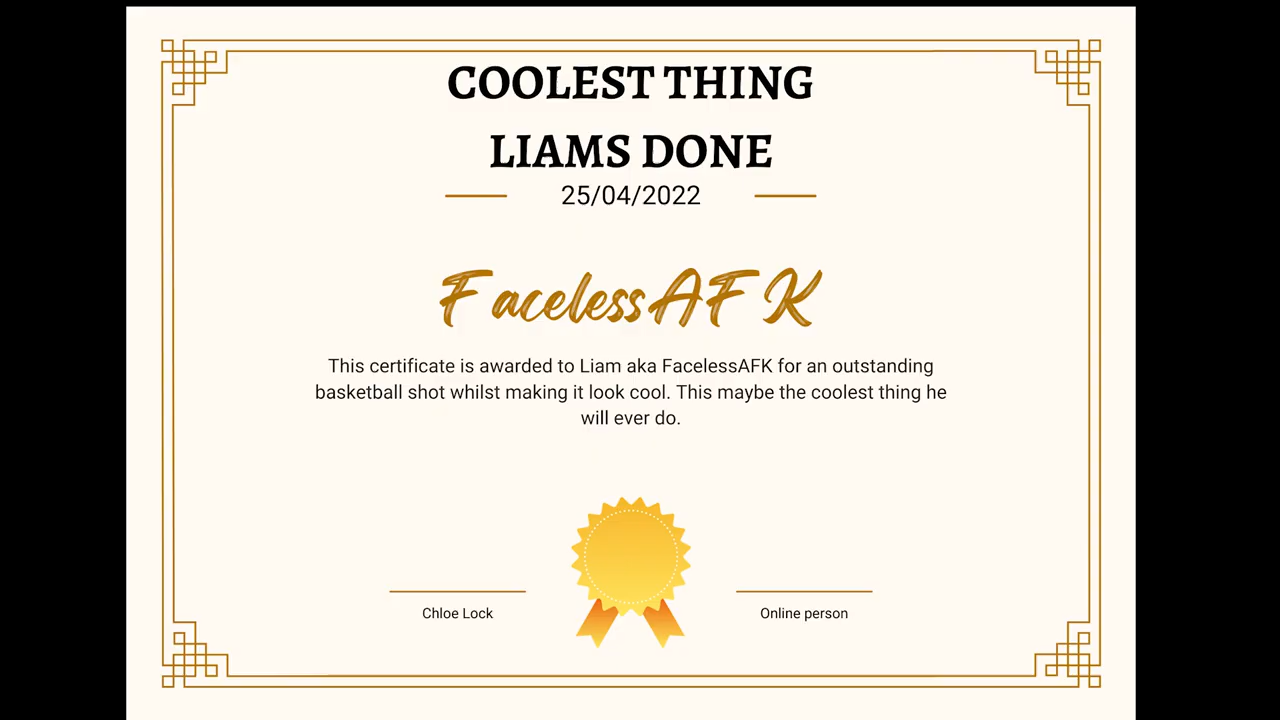 COOLEST THING
LIAMS DONE
25/04/2022
FacelessAFK
This certificate is awarded to Liam aka FacelessAFK for an outstanding
basketball shot whilst making it look cool. This maybe the coolest thing he
will ever do.
Chloe Lock
Online person